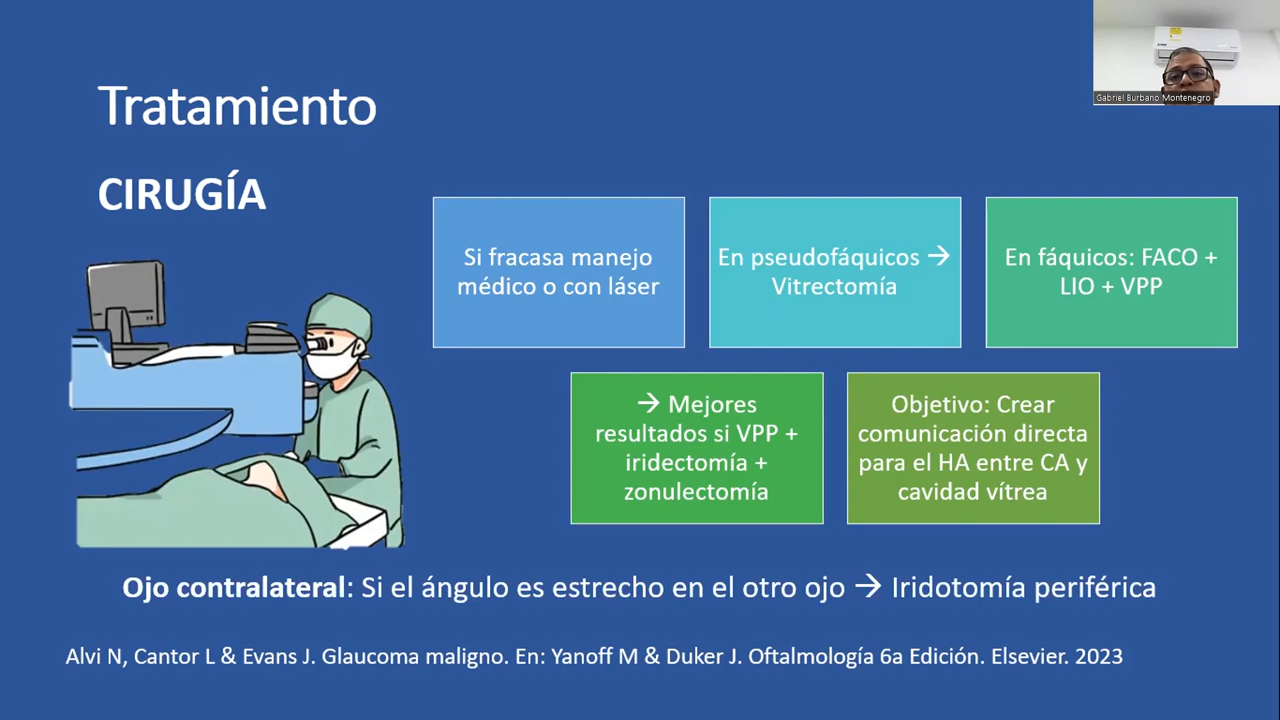 Tratamiento
CIRUGÍA
Gabriel Burbano Montenegro
Si fracasa manejo
médico o con láser
En pseudofáquicos →
Vitrectomía
En fáquicos: FACO +
LIO + VPP
→ Mejores
resultados si VPP +
iridectomía +
zonulectomía
Objetivo: Crear
comunicación directa
para el HA entre CA y
cavidad vítrea
Ojo contralateral: Si el ángulo es estrecho en el otro ojo → Iridotomía periférica
Alvi N, Cantor L & Evans J. Glaucoma maligno. En: Yanoff M & Duker J. Oftalmología 6a Edición. Elsevier. 2023